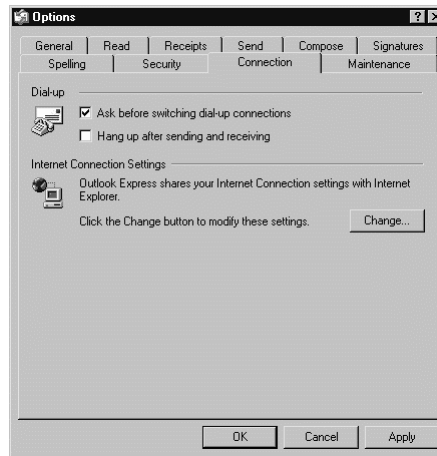 Options
General Read Receipts Send Compose Signatures
Spelling Security Connection Maintenance
Dial-up
Ask before switching dial-up connections
Hang up after sending and receiving
Internet Connection Settings
Outlook Express shares your Internet Connection settings with Internet
Explorer.
Click the Change button to modify these settings. Change...
OK Cancel Apply